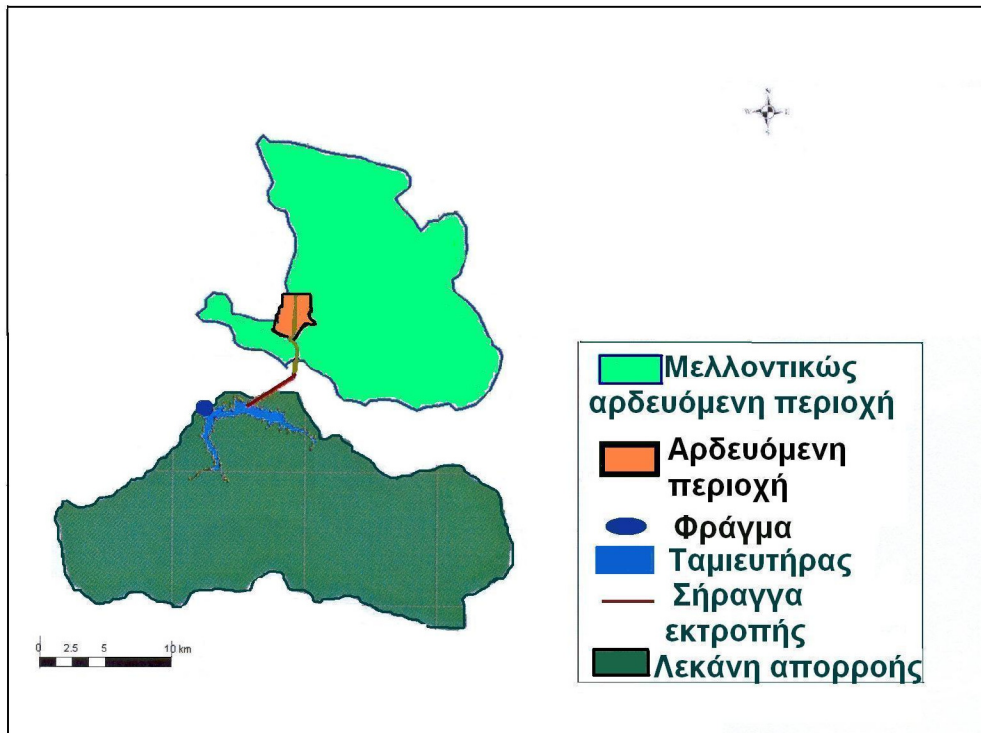 N
W E
S
Μελλοντικώς
αρδευόμενη περιοχή
Αρδευόμενη
περιοχή
Φράγμα
Ταμιευτήρας
Σήραγγα
εκτροπής
Λεκάνη απορροής
0 2.5 5 10 km